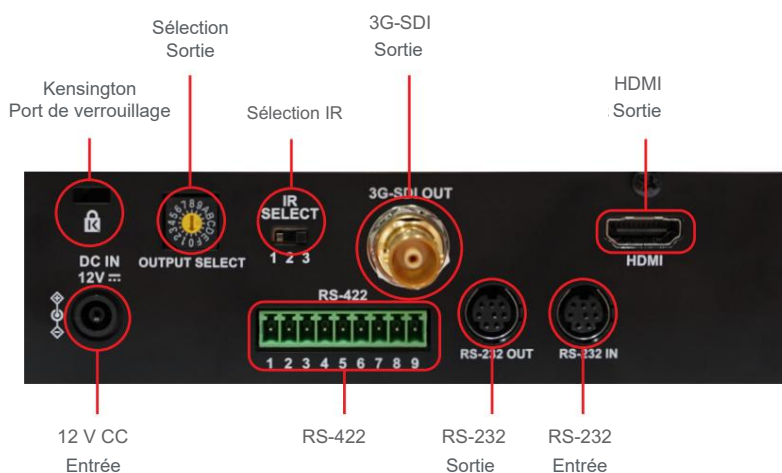 Sélection
Sortie
3G-SDI
Sortie
Kensington
Port de verrouillage
Sélection IR
HDMI
Sortie
3G-SDI OUT
IR
SELECT
1 2 3
K
OUTPUT SELECT
HDMI
DC IN
12V
RS-422
1 2 3 4 5 6 7 8 9
RS-232 OUT
RS-232 IN
12 V CC
Entrée
RS-422
RS-232
Sortie
RS-232
Entrée